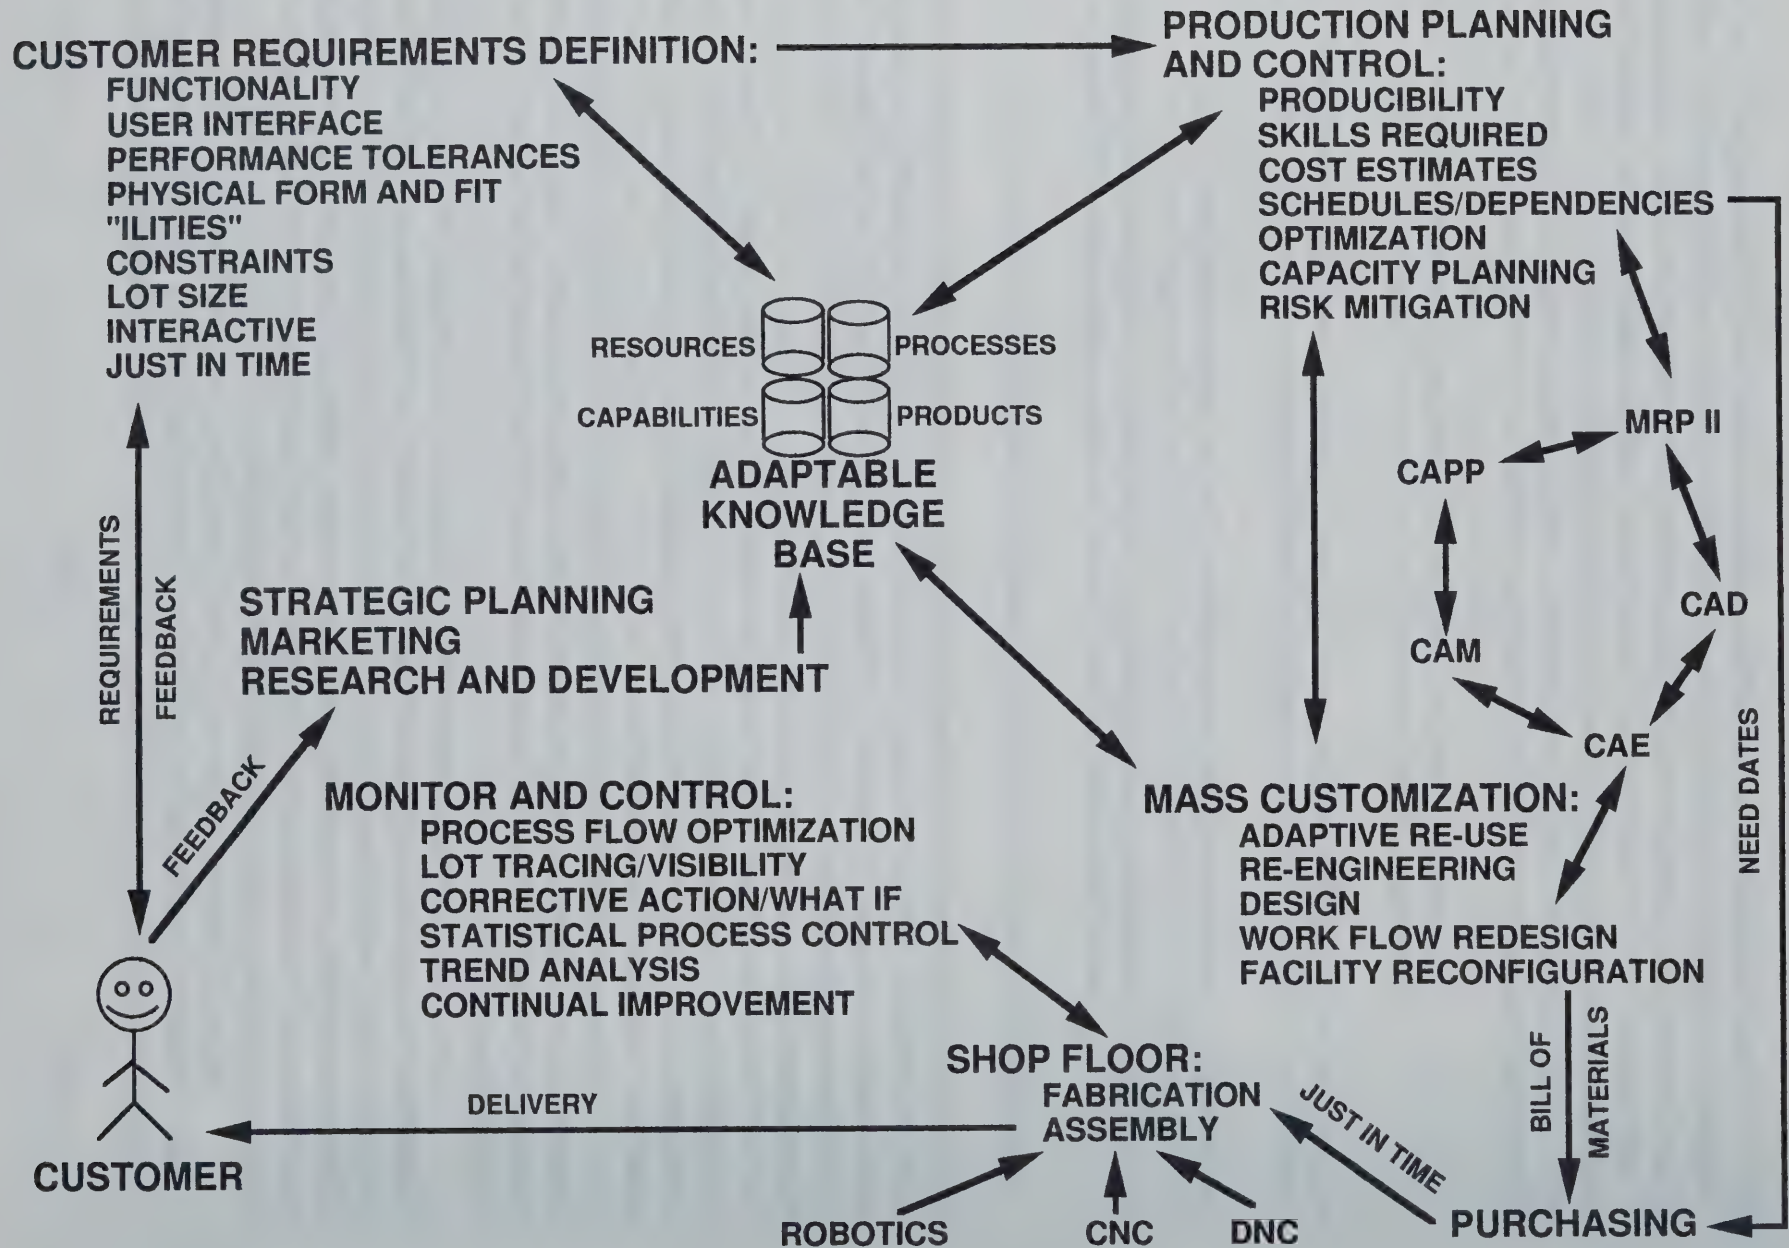 CUSTOMER REQUIREMENTS DEFINITION:
FUNCTIONALITY
USER INTERFACE
PERFORMANCE TOLERANCES
PHYSICAL FORM AND FIT
"ILITIES"
CONSTRAINTS
LOT SIZE
INTERACTIVE
JUST IN TIME
PRODUCTION PLANNING
AND CONTROL:
PRODUCIBILITY
SKILLS REQUIRED
COST ESTIMATES
SCHEDULES/DEPENDENCIES
OPTIMIZATION
CAPACITY PLANNING
RISK MITIGATION
RESOURCES
PROCESSES
CAPABILITIES
PRODUCTS
ADAPTABLE
KNOWLEDGE
BASE
MRP II
CAPP
CAD
CAM
CAE
NEED DATES
REQUIREMENTS
FEEDBACK
STRATEGIC PLANNING
MARKETING
RESEARCH AND DEVELOPMENT
FEEDBACK
MONITOR AND CONTROL:
PROCESS FLOW OPTIMIZATION
LOT TRACING/VISIBILITY
CORRECTIVE ACTION/WHAT IF
STATISTICAL PROCESS CONTROL
TREND ANALYSIS
CONTINUAL IMPROVEMENT
MASS CUSTOMIZATION:
ADAPTIVE RE-USE
RE-ENGINEERING
DESIGN
WORK FLOW REDESIGN
FACILITY RECONFIGURATION
BILL OF
MATERIALS
SHOP FLOOR:
FABRICATION
ASSEMBLY
JUST IN TIME
DELIVERY
CUSTOMER
ROBOTICS
CNC
DNC
PURCHASING